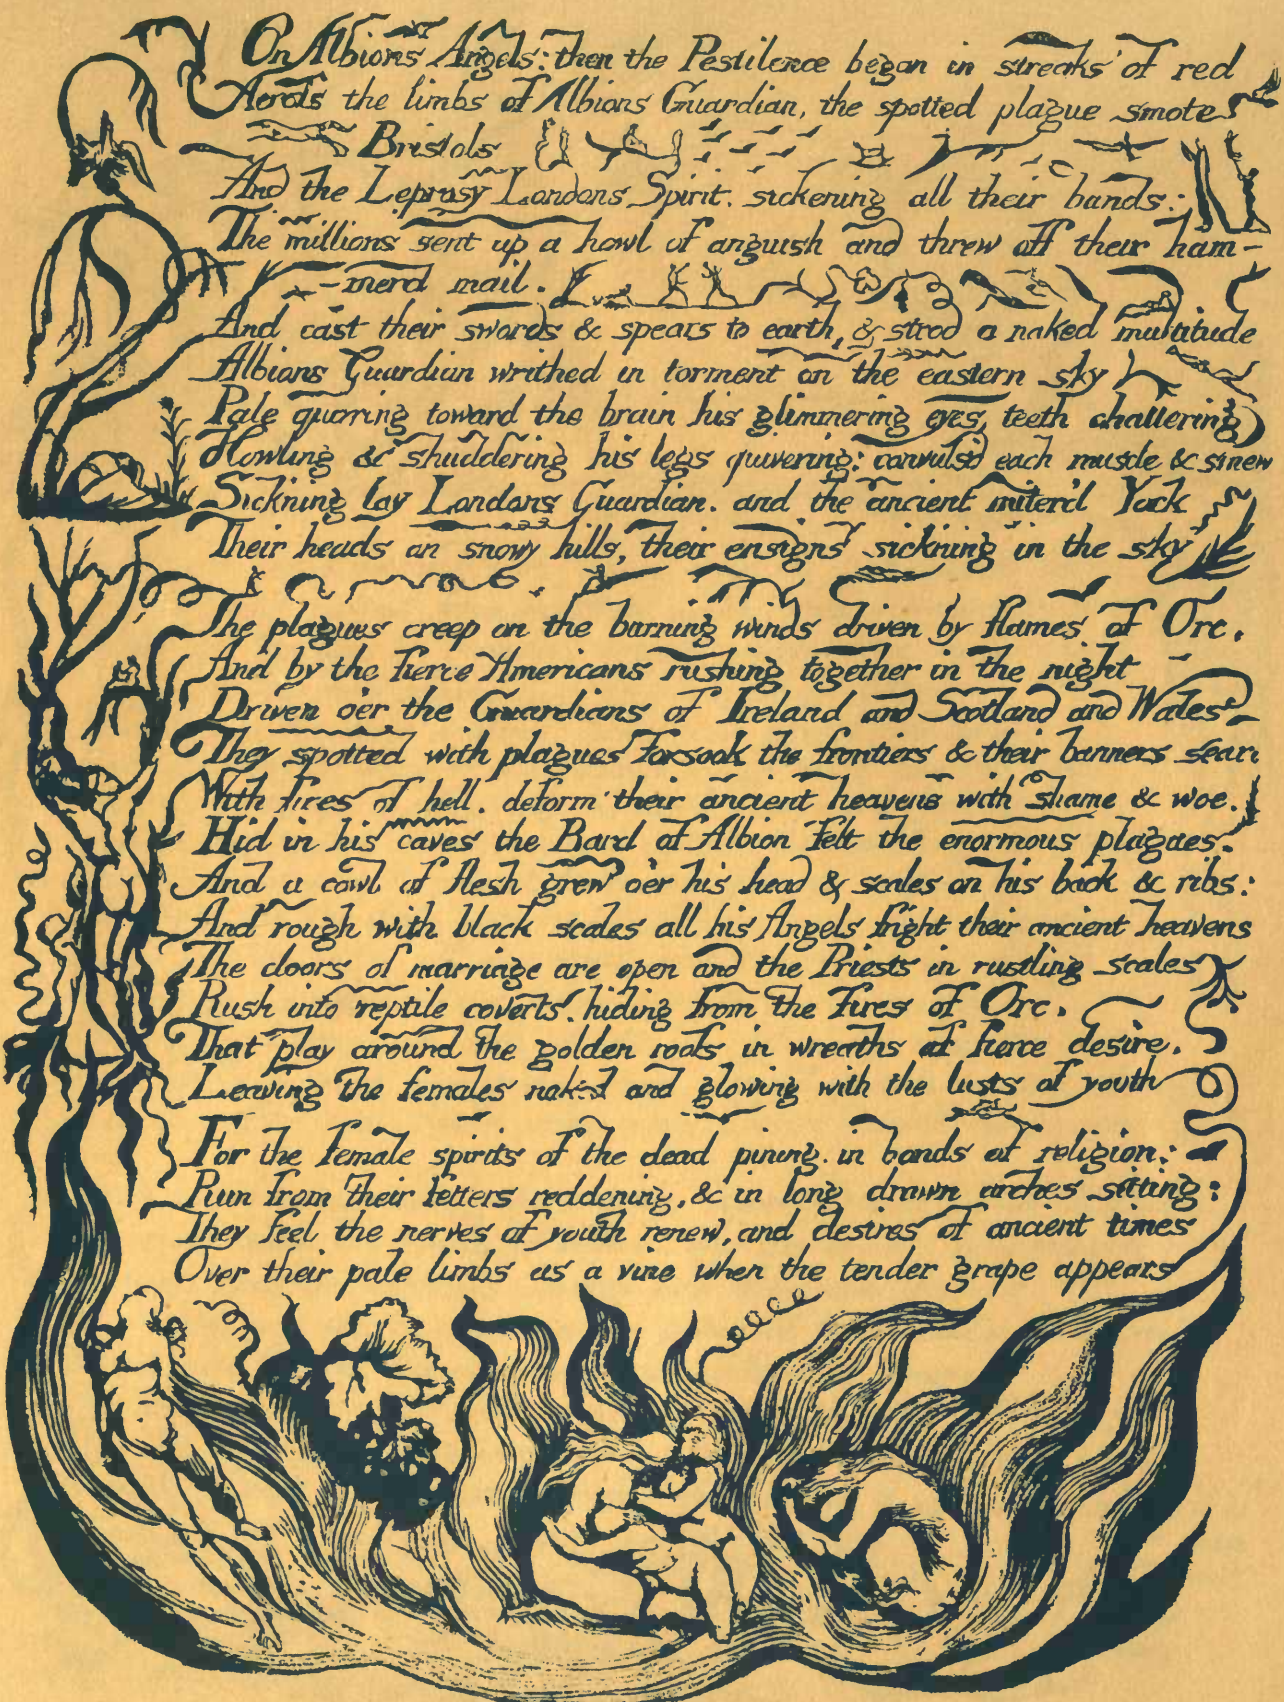 On Albions Angels: then the Pestilence began in streaks of red
Across the limbs of Albions Guardian, the spotted plague smote
Bristols
And the Leprosy Londons Spirit. sickening all their bands:
The millions sent up a howl of anguish and threw off their ham-
-merd mail.
And cast their swords & spears to earth, & stood a naked multitude
Albions Guardian writhed in torment on the eastern sky
Pale quivring toward the brain his glimmering eyes, teeth chattering
Howling & shuddering his legs quivering: convuls'd each muscle & sinew
Sick'ning lay Londons Guardian. and the ancient miter'd York
Their heads on snowy hills, their ensigns sick'ning in the sky
The plagues creep on the burning winds driven by flames of Orc.
And by the fierce Americans rushing together in the night
Driven o'er the Guardians of Ireland and Scotland and Wales
They spotted with plagues forsook the frontiers & their banners seard
With fires of hell. deform their ancient heavens with shame & woe.
Hid in his caves the Bard of Albion felt the enormous plagues.
And a cowl of flesh grew o'er his head & scales on his back & ribs:
And rough with black scales all his Angels fright their ancient heavens
The doors of marriage are open and the Priests in rustling scales
Rush into reptile coverts. hiding from the fires of Orc.
That play around the golden roofs in wreaths of fierce desire.
Leaving the females naked and glowing with the lusts of youth
For the female spirits of the dead pining. in bonds of religion:
Run from their fetters reddening, & in long drawn arches sitting:
They feel the nerves of youth renew, and desires of ancient times
Over their pale limbs as a vine when the tender grape appears